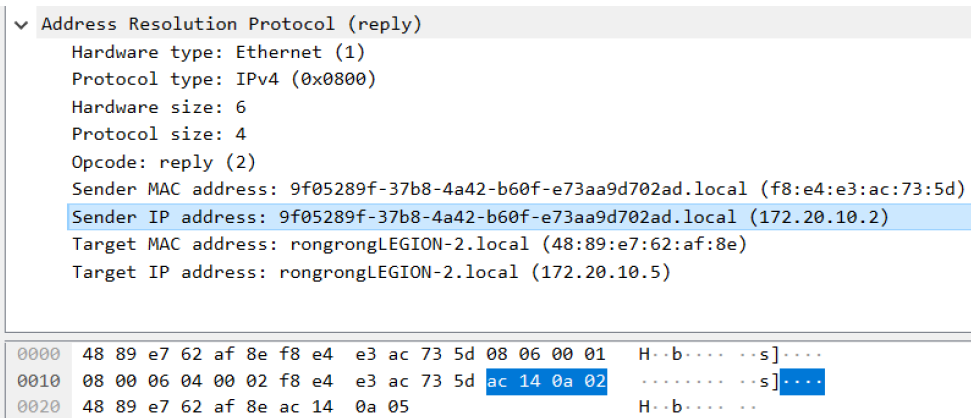 Address Resolution Protocol (reply)
Hardware type: Ethernet (1)
Protocol type: IPv4 (0x0800)
Hardware size: 6
Protocol size: 4
Opcode: reply (2)
Sender MAC address: 9f05289f-37b8-4a42-b60f-e73aa9d702ad.local (f8:e4:e3:ac:73:5d)
Sender IP address: 9f05289f-37b8-4a42-b60f-e73aa9d702ad.local (172.20.10.2)
Target MAC address: rongrongLEGION-2.local (48:89:e7:62:af:8e)
Target IP address: rongrongLEGION-2.local (172.20.10.5)
0000 48 89 e7 62 af 8e f8 e4 e3 ac 73 5d 08 06 00 01 H··b···· ··s]····
0010 08 00 06 04 00 02 f8 e4 e3 ac 73 5d ac 14 0a 02 ········ ··s]····
0020 48 89 e7 62 af 8e ac 14 0a 05 H··b···· ··